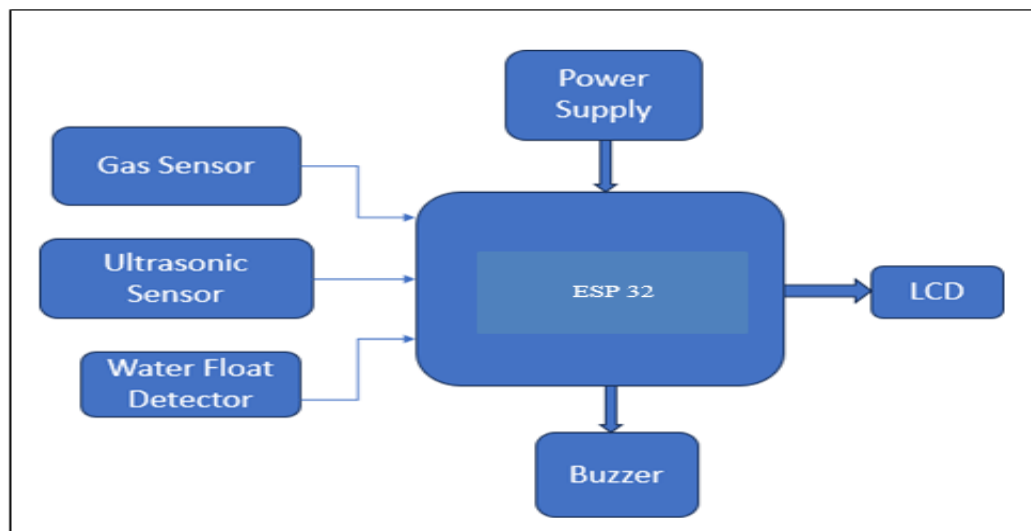 Power
Supply
Gas Sensor
Ultrasonic
Sensor
ESP 32
LCD
Water Float
Detector
Buzzer